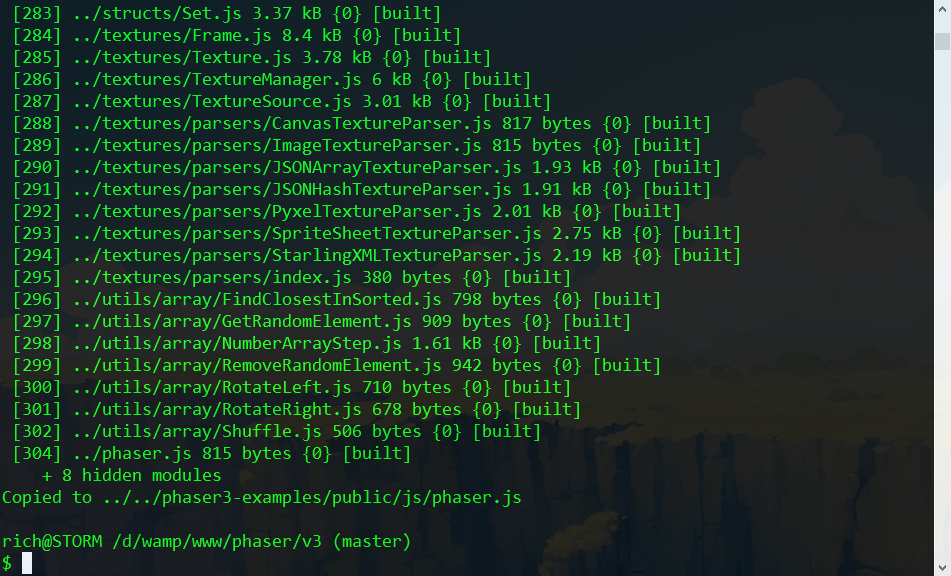 [283] ../structs/Set.js 3.37 kB {0} [built]
[284] ../textures/Frame.js 8.4 kB {0} [built]
[285] ../textures/Texture.js 3.78 kB {0} [built]
[286] ../textures/TextureManager.js 6 kB {0} [built]
[287] ../textures/TextureSource.js 3.01 kB {0} [built]
[288] ../textures/parsers/CanvasTextureParser.js 817 bytes {0} [built]
[289] ../textures/parsers/ImageTextureParser.js 815 bytes {0} [built]
[290] ../textures/parsers/JSONArrayTextureParser.js 1.93 kB {0} [built]
[291] ../textures/parsers/JSONHashTextureParser.js 1.91 kB {0} [built]
[292] ../textures/parsers/PyxelTextureParser.js 2.01 kB {0} [built]
[293] ../textures/parsers/SpriteSheetTextureParser.js 2.75 kB {0} [built]
[294] ../textures/parsers/StarlingXMLTextureParser.js 2.19 kB {0} [built]
[295] ../textures/parsers/index.js 380 bytes {0} [built]
[296] ../utils/array/FindClosestInSorted.js 798 bytes {0} [built]
[297] ../utils/array/GetRandomElement.js 909 bytes {0} [built]
[298] ../utils/array/NumberArrayStep.js 1.61 kB {0} [built]
[299] ../utils/array/RemoveRandomElement.js 942 bytes {0} [built]
[300] ../utils/array/RotateLeft.js 710 bytes {0} [built]
[301] ../utils/array/RotateRight.js 678 bytes {0} [built]
[302] ../utils/array/Shuffle.js 506 bytes {0} [built]
[304] ../phaser.js 815 bytes {0} [built]
+ 8 hidden modules
Copied to ../../phaser3-examples/public/js/phaser.js
rich@STORM /d/wamp/www/phaser/v3 (master)
$